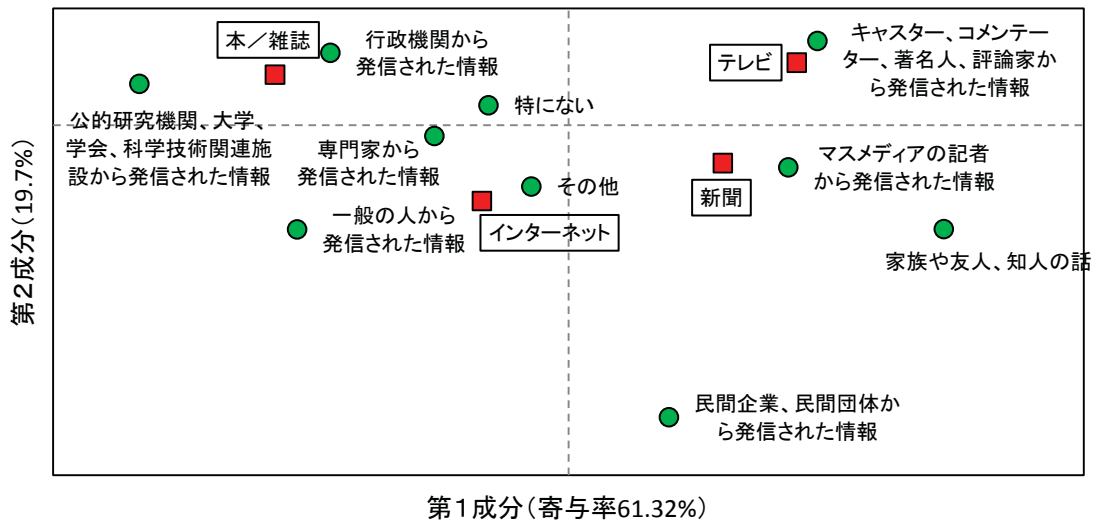 本／雑誌
行政機関から
発信された情報
テレビ
キャスター、コメンテー
ター、著名人、評論家か
ら発信された情報
特にない
公的研究機関、大学、
学会、科学技術関連施
設から発信された情報
専門家から
発信された情報
マスメディアの記者
から発信された情報
その他
新聞
一般の人から
発信された情報
インターネット
家族や友人、知人の話
民間企業、民間団体か
ら発信された情報
第２成分（19.7%）
第１成分（寄与率61.32%）